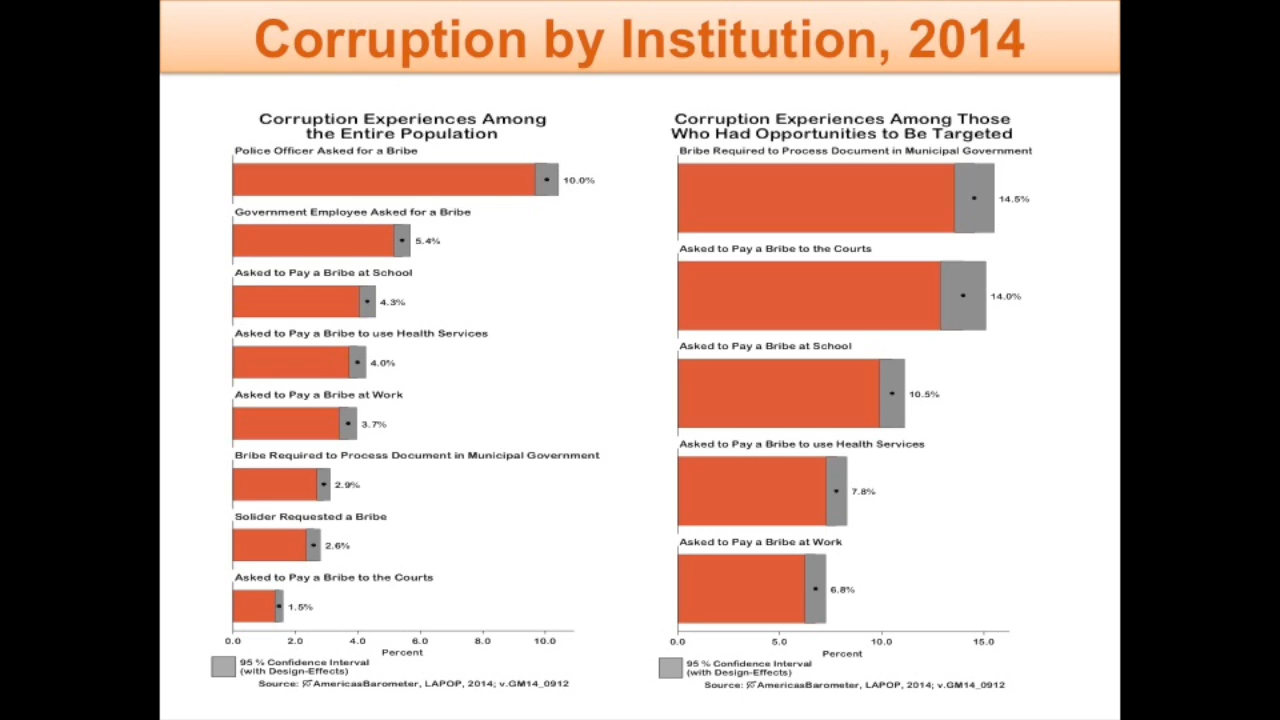 Corruption by Institution, 2014
Corruption Experiences Among
the Entire Population
Police Officer Asked for a Bribe
10.0%
Government Employee Asked for a Bribe
5.4%
Asked to Pay a Bribe at School
4.3%
Asked to Pay a Bribe to use Health Services
4.0%
Asked to Pay a Bribe at Work
3.7%
Bribe Required to Process Document in Municipal Government
2.9%
Solider Requested a Bribe
2.6%
Asked to Pay a Bribe to the Courts
1.5%
0.0 2.0 4.0 6.0 8.0 10.0
Percent
95 % Confidence Interval
(with Design-Effects)
Source: AmericasBarometer, LAPOP, 2014; v.GM14_0912
Corruption Experiences Among Those
Who Had Opportunities to Be Targeted
Bribe Required to Process Document in Municipal Government
14.5%
Asked to Pay a Bribe to the Courts
14.0%
Asked to Pay a Bribe at School
10.5%
Asked to Pay a Bribe to use Health Services
7.8%
Asked to Pay a Bribe at Work
6.8%
0.0 5.0 10.0 15.0
Percent
95 % Confidence Interval
(with Design-Effects)
Source: AmericasBarometer, LAPOP, 2014; v.GM14_0912